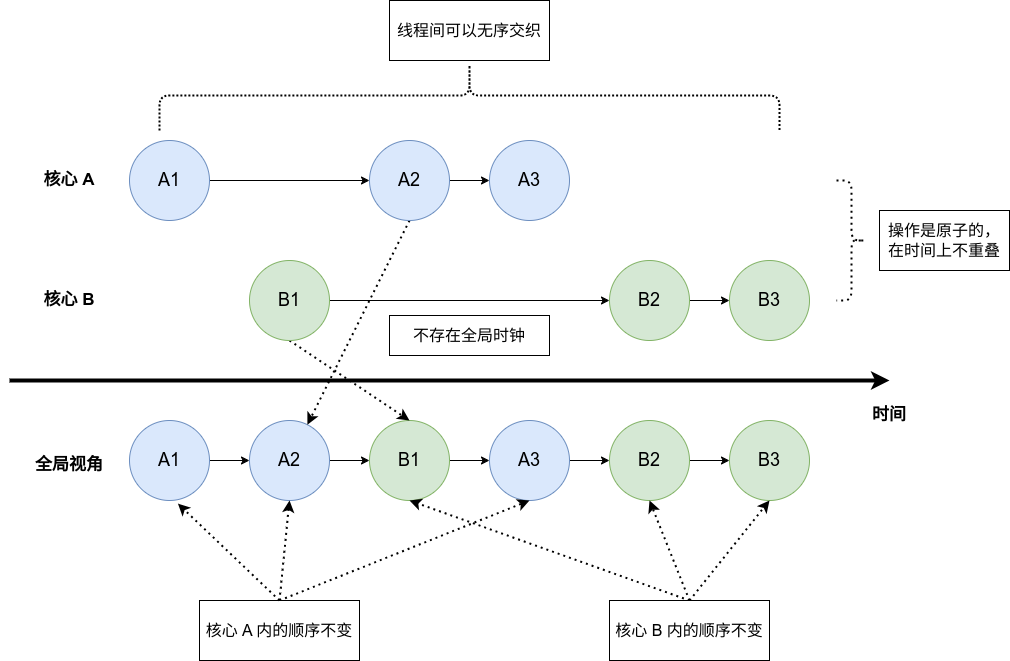 线程间可以无序交织
核心 A
A1
A2
A3
操作是原子的，
在时间上不重叠
核心 B
B1
B2
B3
不存在全局时钟
时间
全局视角
A1
A2
B1
A3
B2
B3
核心 A 内的顺序不变
核心 B 内的顺序不变